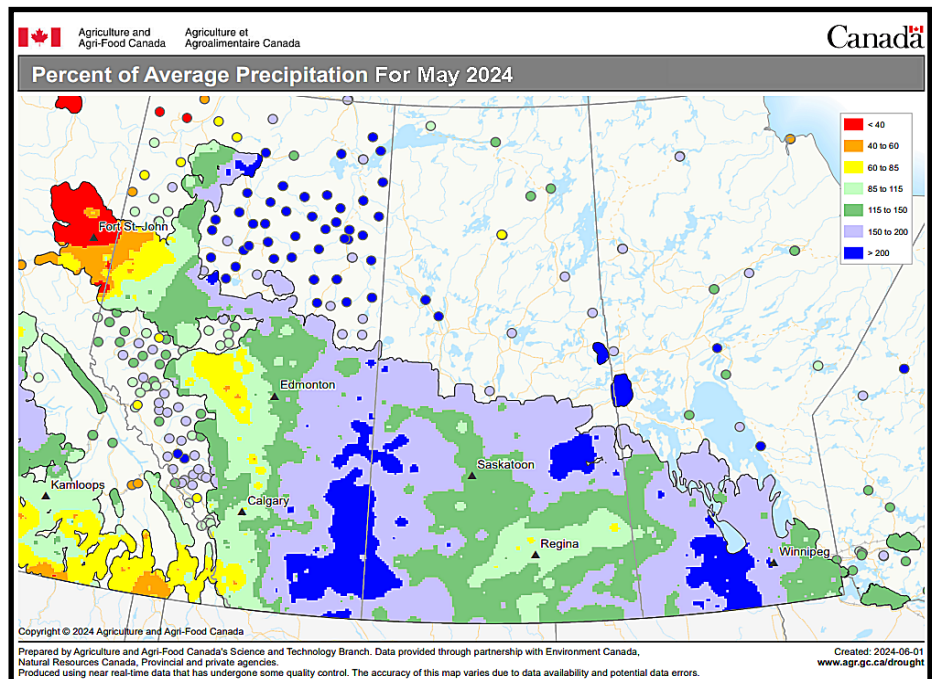 Agriculture and
Agri-Food Canada
Agriculture et
Agroalimentaire Canada
Canada
Percent of Average Precipitation For May 2024
< 40
40 to 60
60 to 85
85 to 115
115 to 150
150 to 200
> 200
Fort St. John
Edmonton
Saskatoon
Kamloops
Calgary
Regina
Winnipeg
Copyright © 2024 Agriculture and Agri-Food Canada
Prepared by Agriculture and Agri-Food Canada's Science and Technology Branch. Data provided through partnership with Environment Canada,
Natural Resources Canada, Provincial and private agencies.
Produced using near real-time data that has undergone some quality control. The accuracy of this map varies due to data availability and potential data errors.
Created: 2024-06-01
www.agr.gc.ca/drought